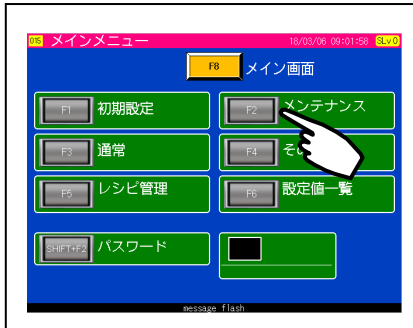 015 メインメニュー 18/03/06 09:01:58 SLv0
F8 メイン画面
F1 初期設定
F2 メンテナンス
F3 通常
F4 そ
F5 レシピ管理
F6 設定値一覧
SHIFT+F2 パスワード
message flash